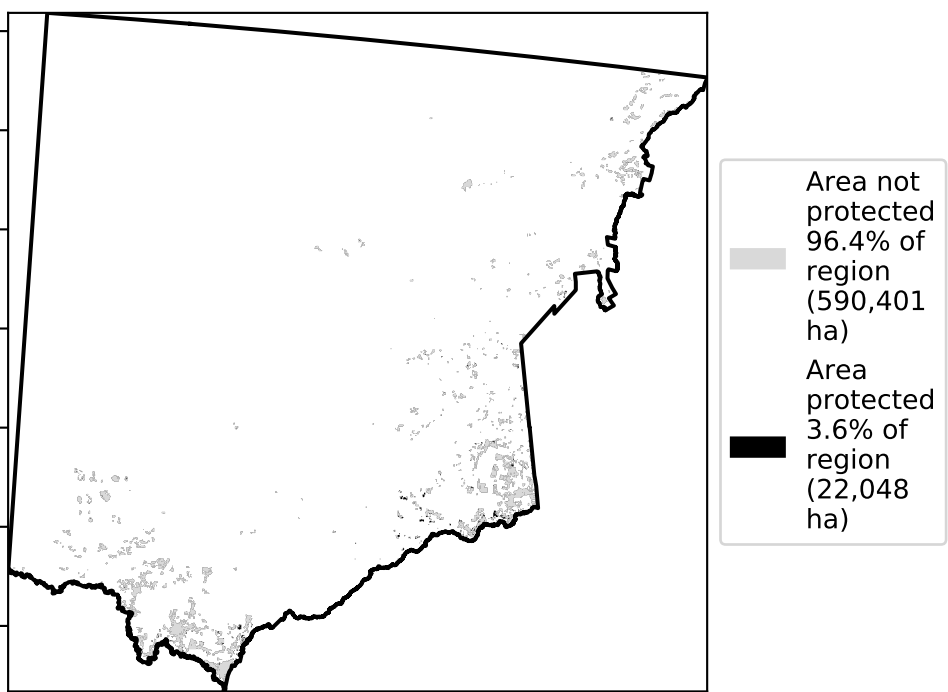 Area not
protected
96.4% of
region
(590,401
ha)
Area
protected
3.6% of
region
(22,048
ha)